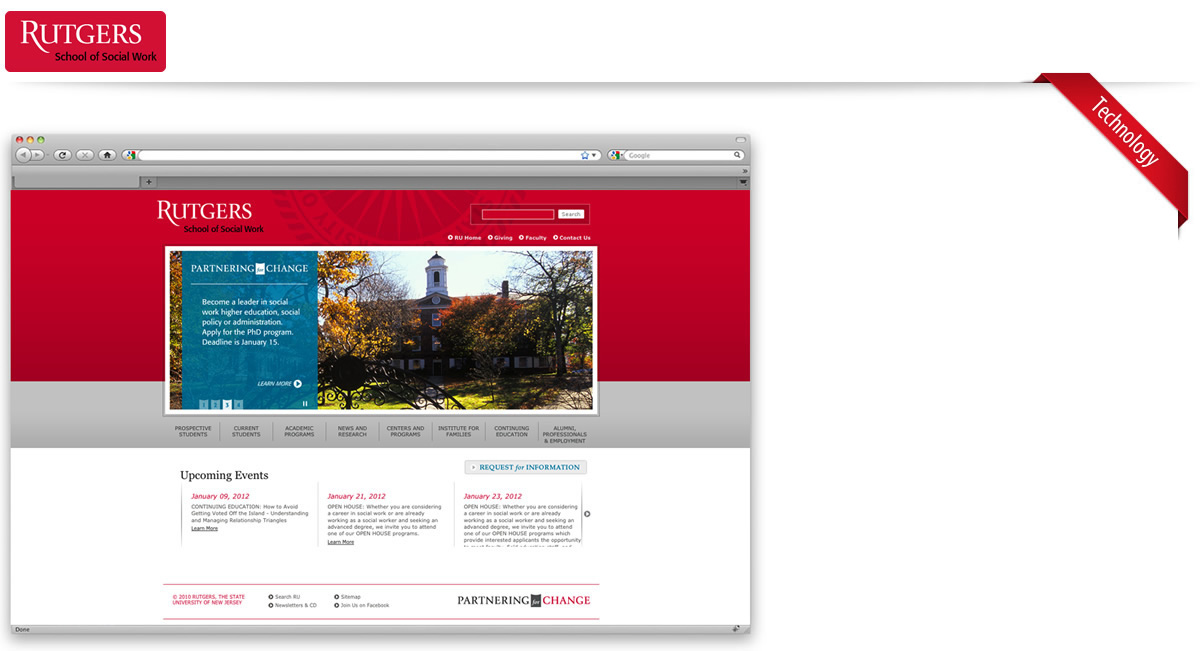 RUTGERS
School of Social Work
Technology
Google
RUTGERS
School of Social Work
Search
RU Home Giving Faculty Contact Us
PARTNERING for CHANGE
Become a leader in social
work higher education, social
policy or administration.
Apply for the PhD program.
Deadline is January 15.
LEARN MORE
1 2 3 4
PROSPECTIVE
STUDENTS
CURRENT
STUDENTS
ACADEMIC
PROGRAMS
NEWS AND
RESEARCH
CENTERS AND
PROGRAMS
INSTITUTE FOR
FAMILIES
CONTINUING
EDUCATION
ALUMNI,
PROFESSIONALS
& EMPLOYMENT
REQUEST for INFORMATION
Upcoming Events
January 09, 2012
CONTINUING EDUCATION: How to Avoid
Getting Voted Off the Island - Understanding
and Managing Relationship Triangles
Learn More
January 21, 2012
OPEN HOUSE: Whether you are considering
a career in social work or are already
working as a social worker and seeking an
advanced degree, we invite you to attend
one of our OPEN HOUSE programs.
Learn More
January 23, 2012
OPEN HOUSE: Whether you are considering
a career in social work or are already
working as a social worker and seeking an
advanced degree, we invite you to attend
one of our OPEN HOUSE programs which
provide interested applicants the opportunity
© 2010 RUTGERS, THE STATE
UNIVERSITY OF NEW JERSEY
Search RU
Newsletters & CD
Sitemap
Join Us on Facebook
PARTNERING for CHANGE
Done